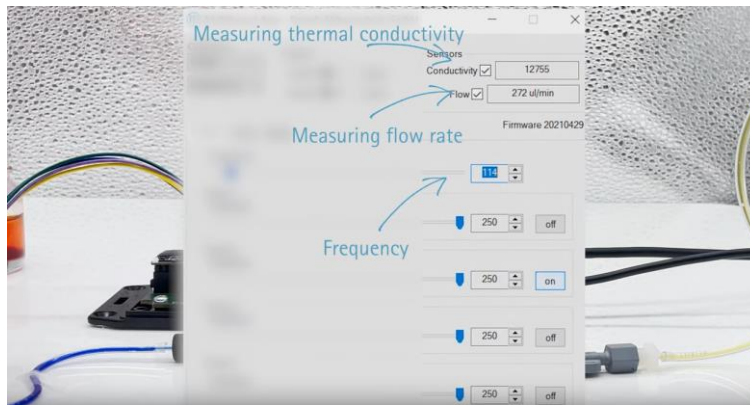 Measuring thermal conductivity
Sensors
Conductivity 12755
Flow 272 ul/min
Measuring flow rate
Firmware 20210429
114
250 off
Frequency
250 on
250 off
250 off